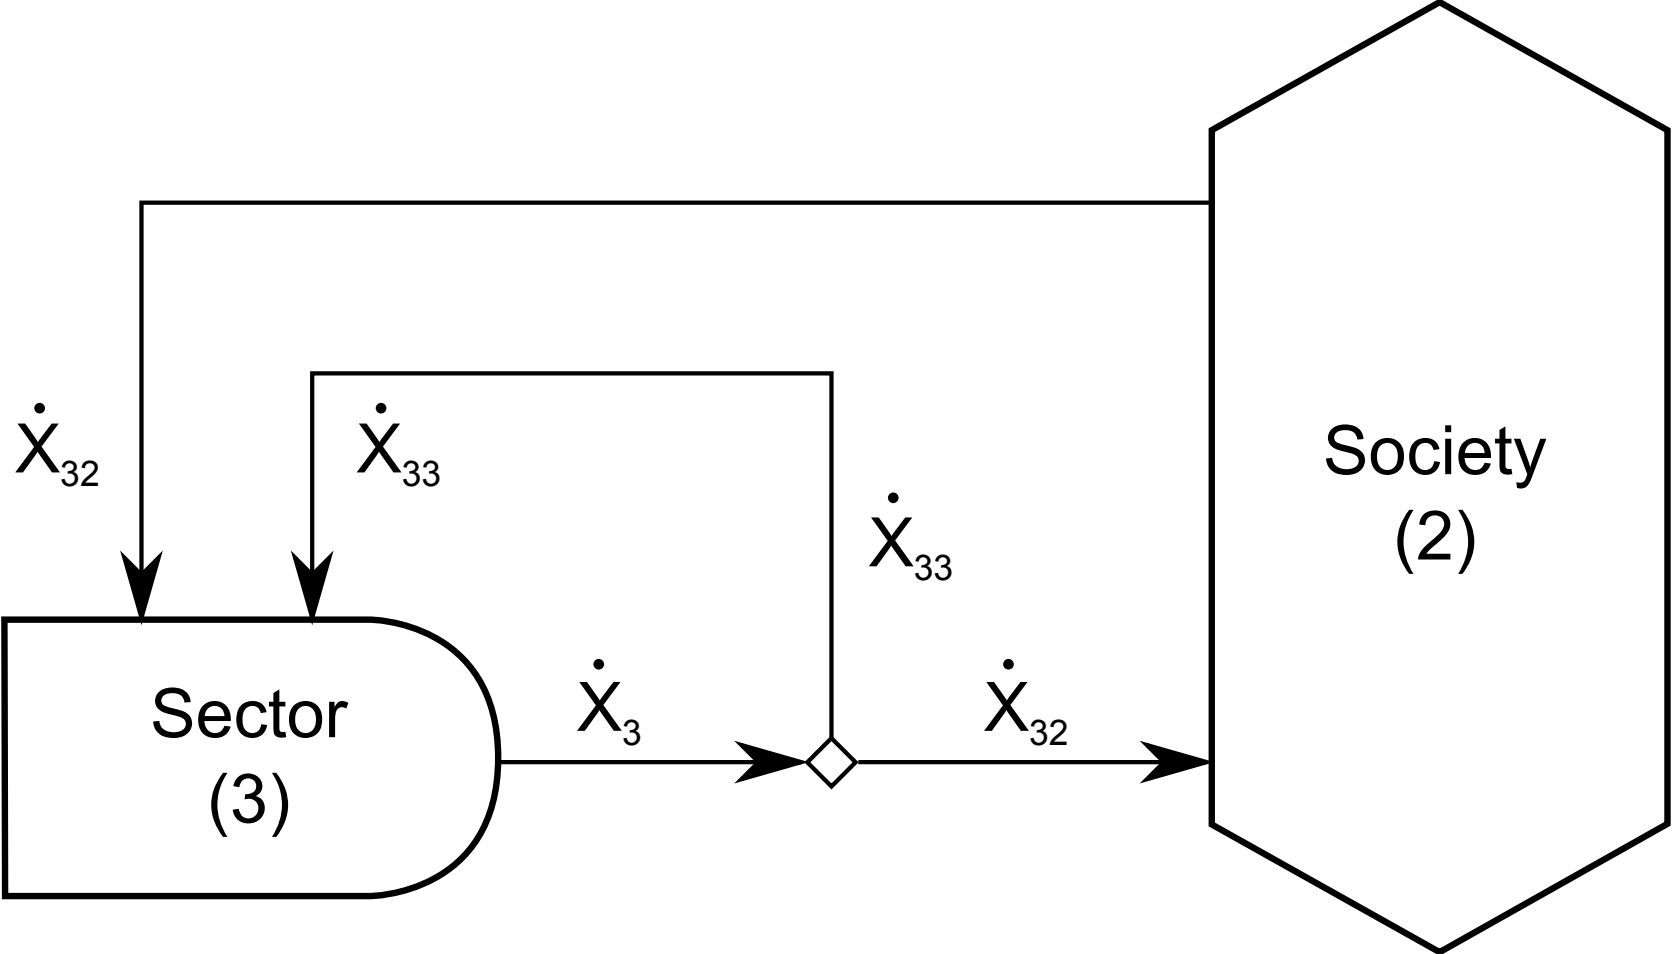 Ẋ₃₂
Ẋ₃₃
Society
(2)
Ẋ₃₃
Sector
(3)
Ẋ₃
Ẋ₃₂